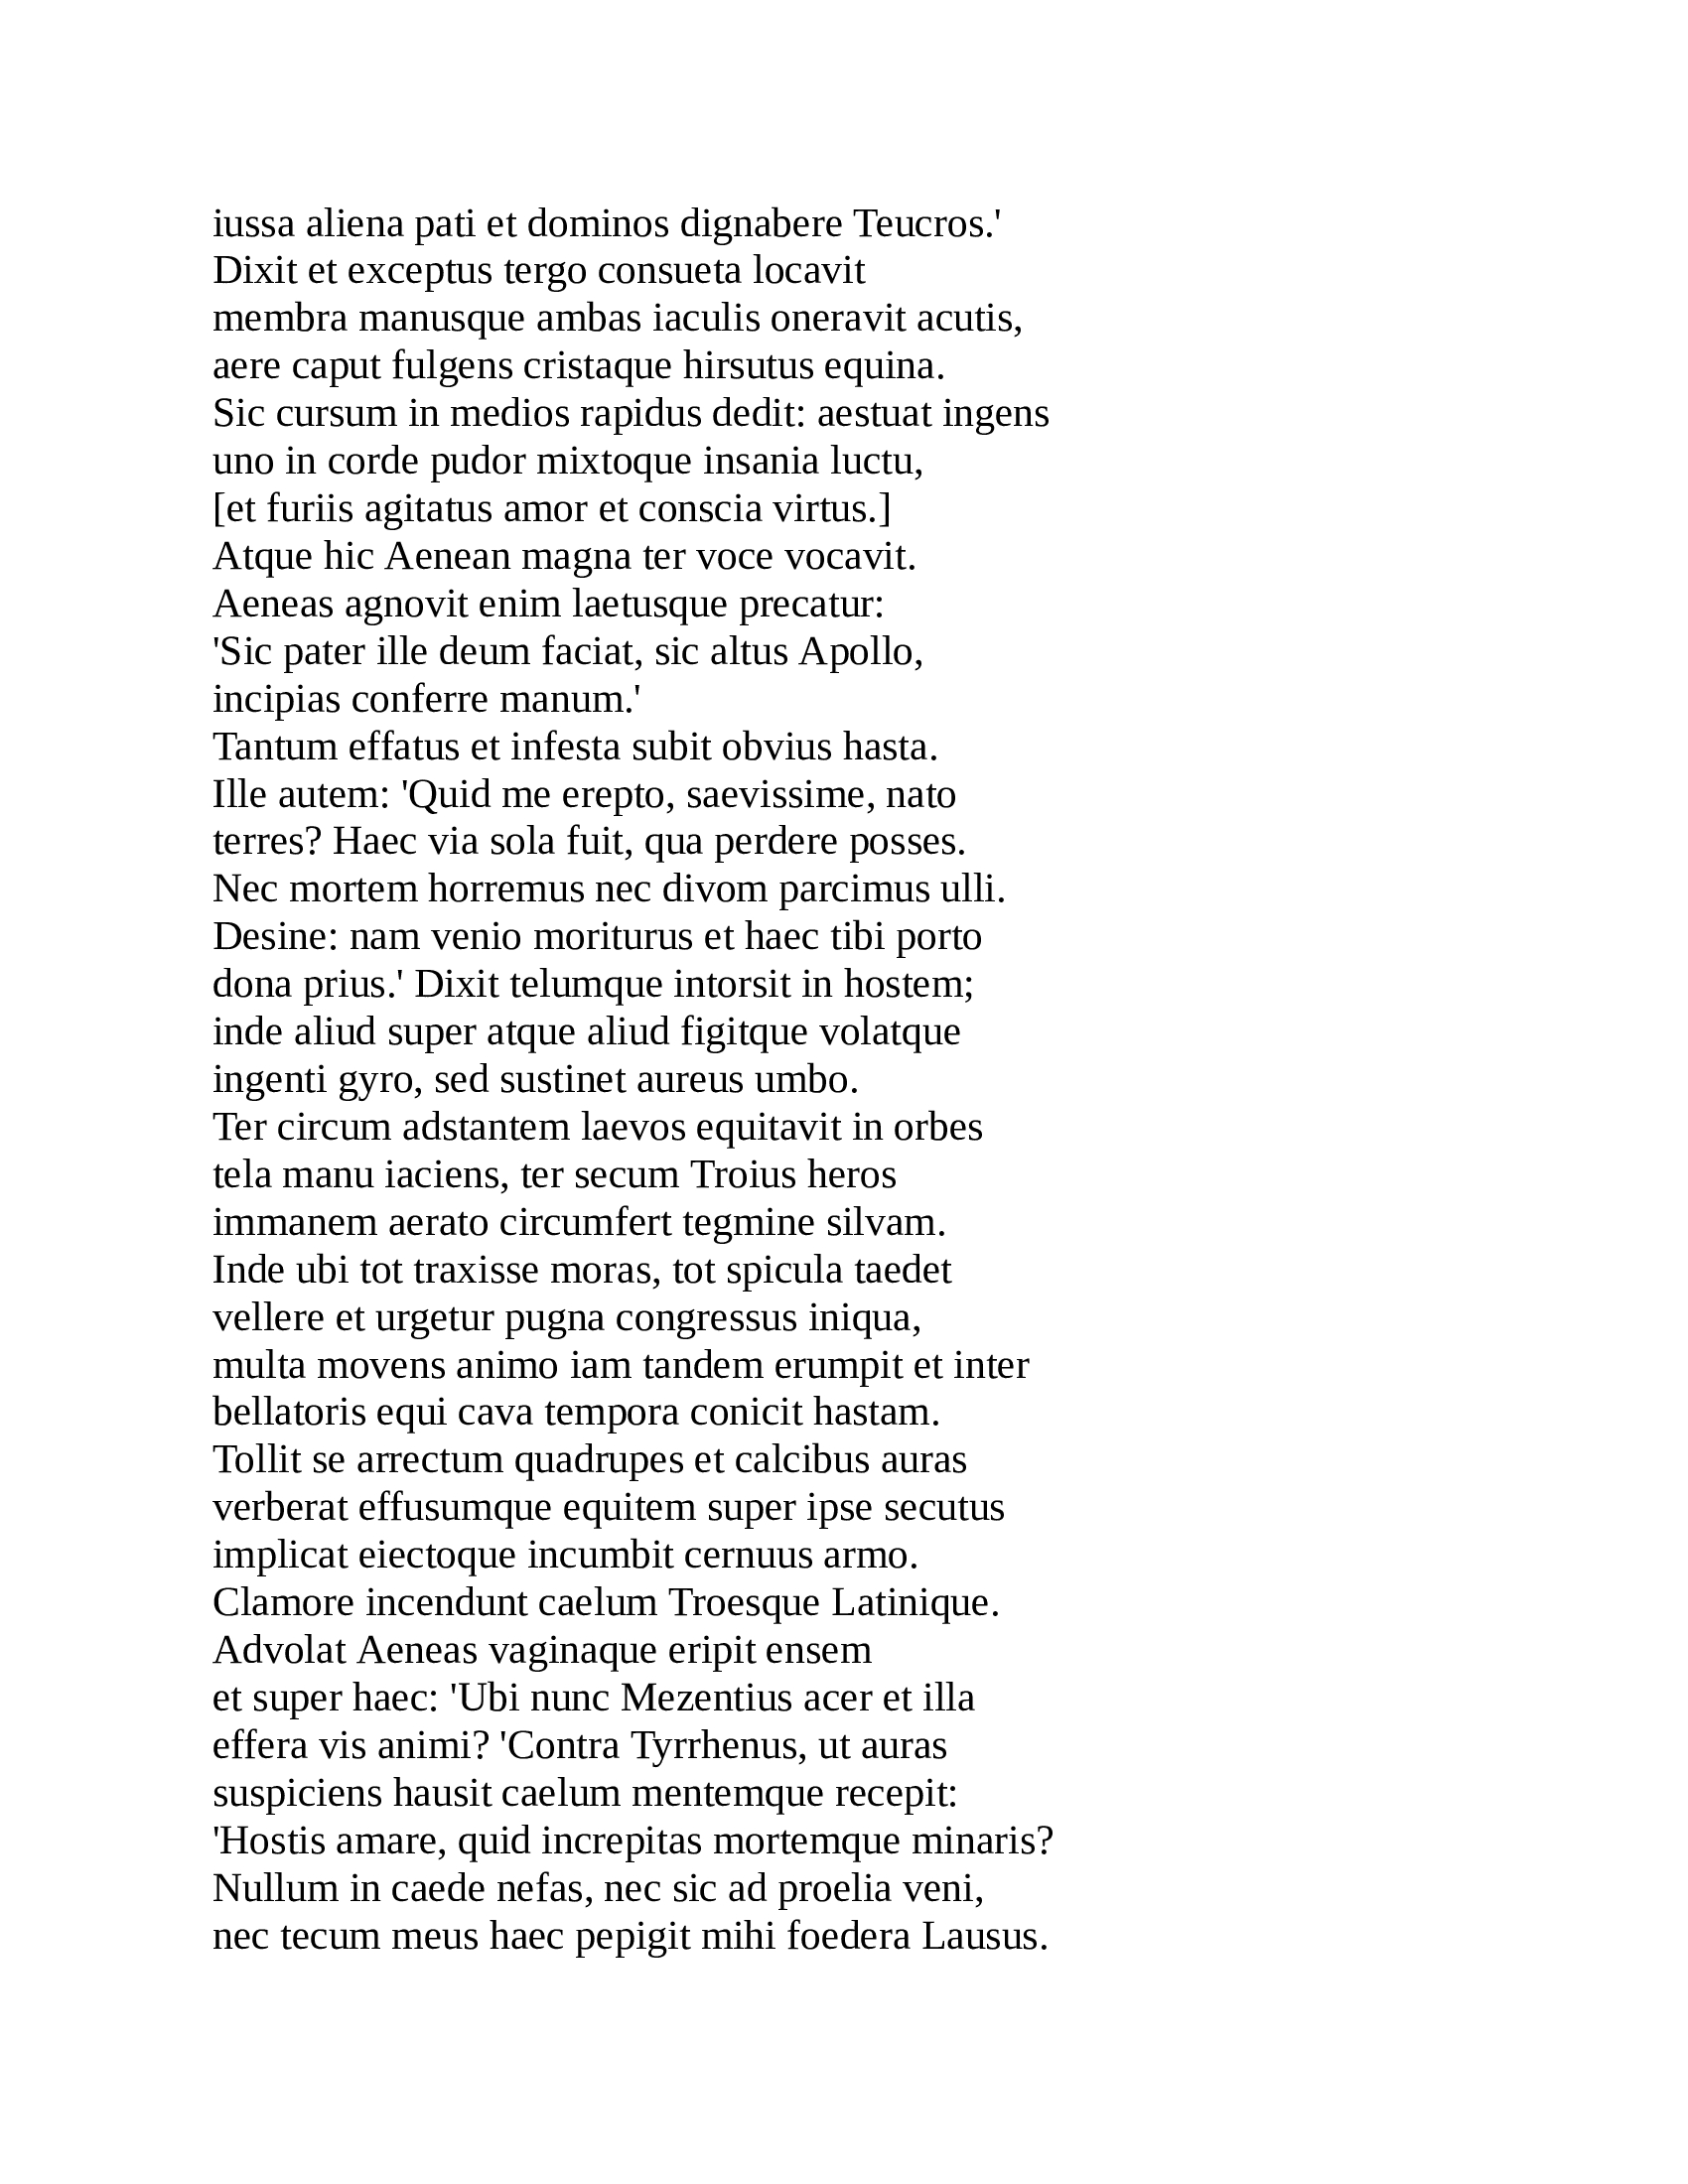 iussa aliena pati et dominos dignabere Teucros.'
Dixit et exceptus tergo consueta locavit
membra manusque ambas iaculis oneravit acutis,
aere caput fulgens cristaque hirsutus equina.
Sic cursum in medios rapidus dedit: aestuat ingens
uno in corde pudor mixtoque insania luctu,
[et furiis agitatus amor et conscia virtus.]
Atque hic Aenean magna ter voce vocavit.
Aeneas agnovit enim laetusque precatur:
'Sic pater ille deum faciat, sic altus Apollo,
incipias conferre manum.'
Tantum effatus et infesta subit obvius hasta.
Ille autem: 'Quid me erepto, saevissime, nato
terres? Haec via sola fuit, qua perdere posses.
Nec mortem horremus nec divom parcimus ulli.
Desine: nam venio moriturus et haec tibi porto
dona prius.' Dixit telumque intorsit in hostem;
inde aliud super atque aliud figitque volatque
ingenti gyro, sed sustinet aureus umbo.
Ter circum adstantem laevos equitavit in orbes
tela manu iaciens, ter secum Troius heros
immanem aerato circumfert tegmine silvam.
Inde ubi tot traxisse moras, tot spicula taedet
vellere et urgetur pugna congressus iniqua,
multa movens animo iam tandem erumpit et inter
bellatoris equi cava tempora conicit hastam.
Tollit se arrectum quadrupes et calcibus auras
verberat effusumque equitem super ipse secutus
implicat eiectoque incumbit cernuus armo.
Clamore incendunt caelum Troesque Latinique.
Advolat Aeneas vaginaque eripit ensem
et super haec: 'Ubi nunc Mezentius acer et illa
effera vis animi? 'Contra Tyrrhenus, ut auras
suspiciens hausit caelum mentemque recepit:
'Hostis amare, quid increpitas mortemque minaris?
Nullum in caede nefas, nec sic ad proelia veni,
nec tecum meus haec pepigit mihi foedera Lausus.